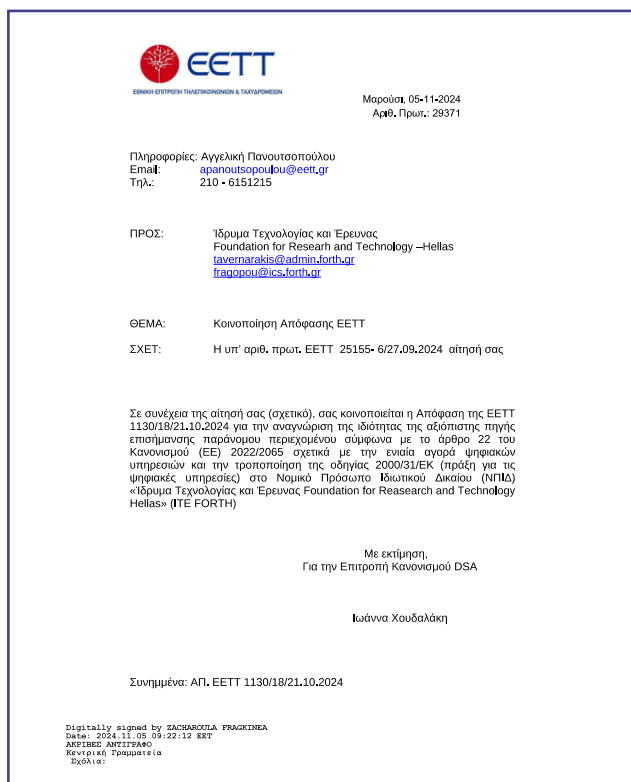 ΕΕΤΤ
ΕΘΝΙΚΗ ΕΠΙΤΡΟΠΗ ΤΗΛΕΠΙΚΟΙΝΩΝΙΩΝ & ΤΑΧΥΔΡΟΜΕΙΩΝ
Μαρούσι, 05-11-2024
Αριθ. Πρωτ.: 29371
Πληροφορίες: Αγγελική Πανουτσοπούλου
Email: apanoutsopoulou@eett.gr
Τηλ.: 210 - 6151215
ΠΡΟΣ: Ίδρυμα Τεχνολογίας και Έρευνας
Foundation for Researh and Technology –Hellas
tavernarakis@admin.forth.gr
fragopou@ics.forth.gr
ΘΕΜΑ: Κοινοποίηση Απόφασης ΕΕΤΤ
ΣΧΕΤ: Η υπ’ αριθ. πρωτ. ΕΕΤΤ 25155- 6/27.09.2024 αίτησή σας
Σε συνέχεια της αίτησή σας (σχετικό), σας κοινοποιείται η Απόφαση της ΕΕΤΤ
1130/18/21.10.2024 για την αναγνώριση της ιδιότητας της αξιόπιστης πηγής
επισήμανσης παράνομου περιεχομένου σύμφωνα με το άρθρο 22 του
Κανονισμού (ΕΕ) 2022/2065 σχετικά με την ενιαία αγορά ψηφιακών
υπηρεσιών και την τροποποίηση της οδηγίας 2000/31/ΕΚ (πράξη για τις
ψηφιακές υπηρεσίες) στο Νομικό Πρόσωπο Ιδιωτικού Δικαίου (ΝΠΙΔ)
«Ίδρυμα Τεχνολογίας και Έρευνας Foundation for Reasearch and Technology
Hellas» (ITE FORTH)
Με εκτίμηση,
Για την Επιτροπή Κανονισμού DSA
Ιωάννα Χουδαλάκη
Συνημμένα: ΑΠ. ΕΕΤΤ 1130/18/21.10.2024
Digitally signed by ZACHAROULA FRAGKINEA
Date: 2024.11.05 09:22:12 EET
ΑΚΡΙΒΕΣ ΑΝΤΙΓΡΑΦΟ
Κεντρική Γραμματεία
Σχόλια: